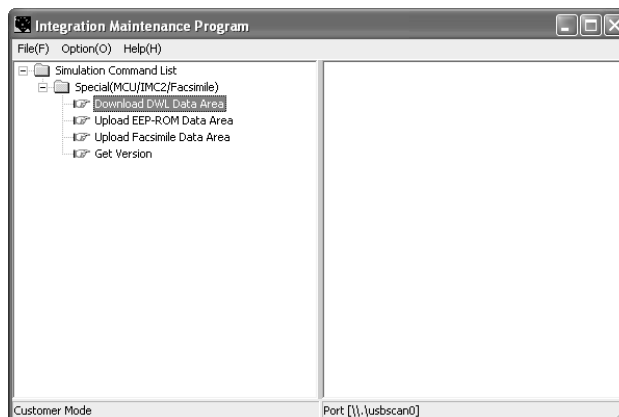 Integration Maintenance Program
File(F) Option(O) Help(H)
Simulation Command List
Special(MCU/IMC2/Facsimile)
Download DWL Data Area
Upload EEP-ROM Data Area
Upload Facsimile Data Area
Get Version
Customer Mode Port [\\.\usbscan0]